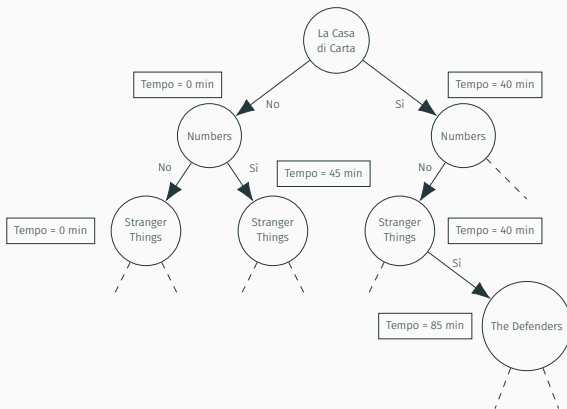 La Casa
di Carta
Tempo = 0 min
Tempo = 40 min
No
Sì
Numbers
Numbers
No
Sì
No
Tempo = 45 min
Stranger
Things
Stranger
Things
Stranger
Things
Tempo = 0 min
Tempo = 40 min
Sì
Tempo = 85 min
The Defenders